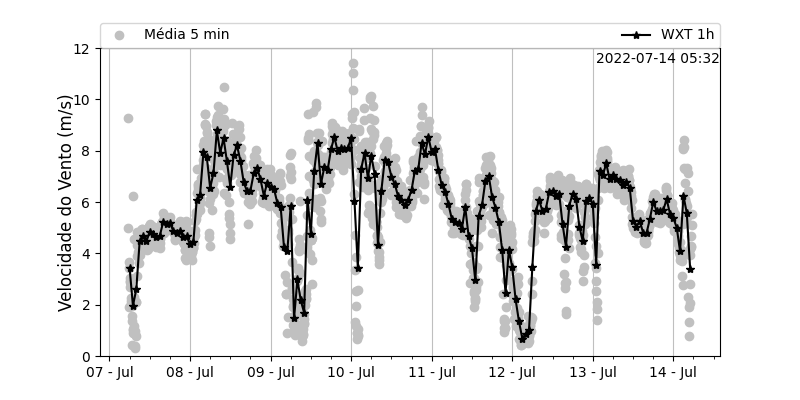 Média 5 min
WXT 1h
2022-07-14 05:32
Velocidade do Vento (m/s)
12
10
8
6
4
2
0
07 - Jul
08 - Jul
09 - Jul
10 - Jul
11 - Jul
12 - Jul
13 - Jul
14 - Jul